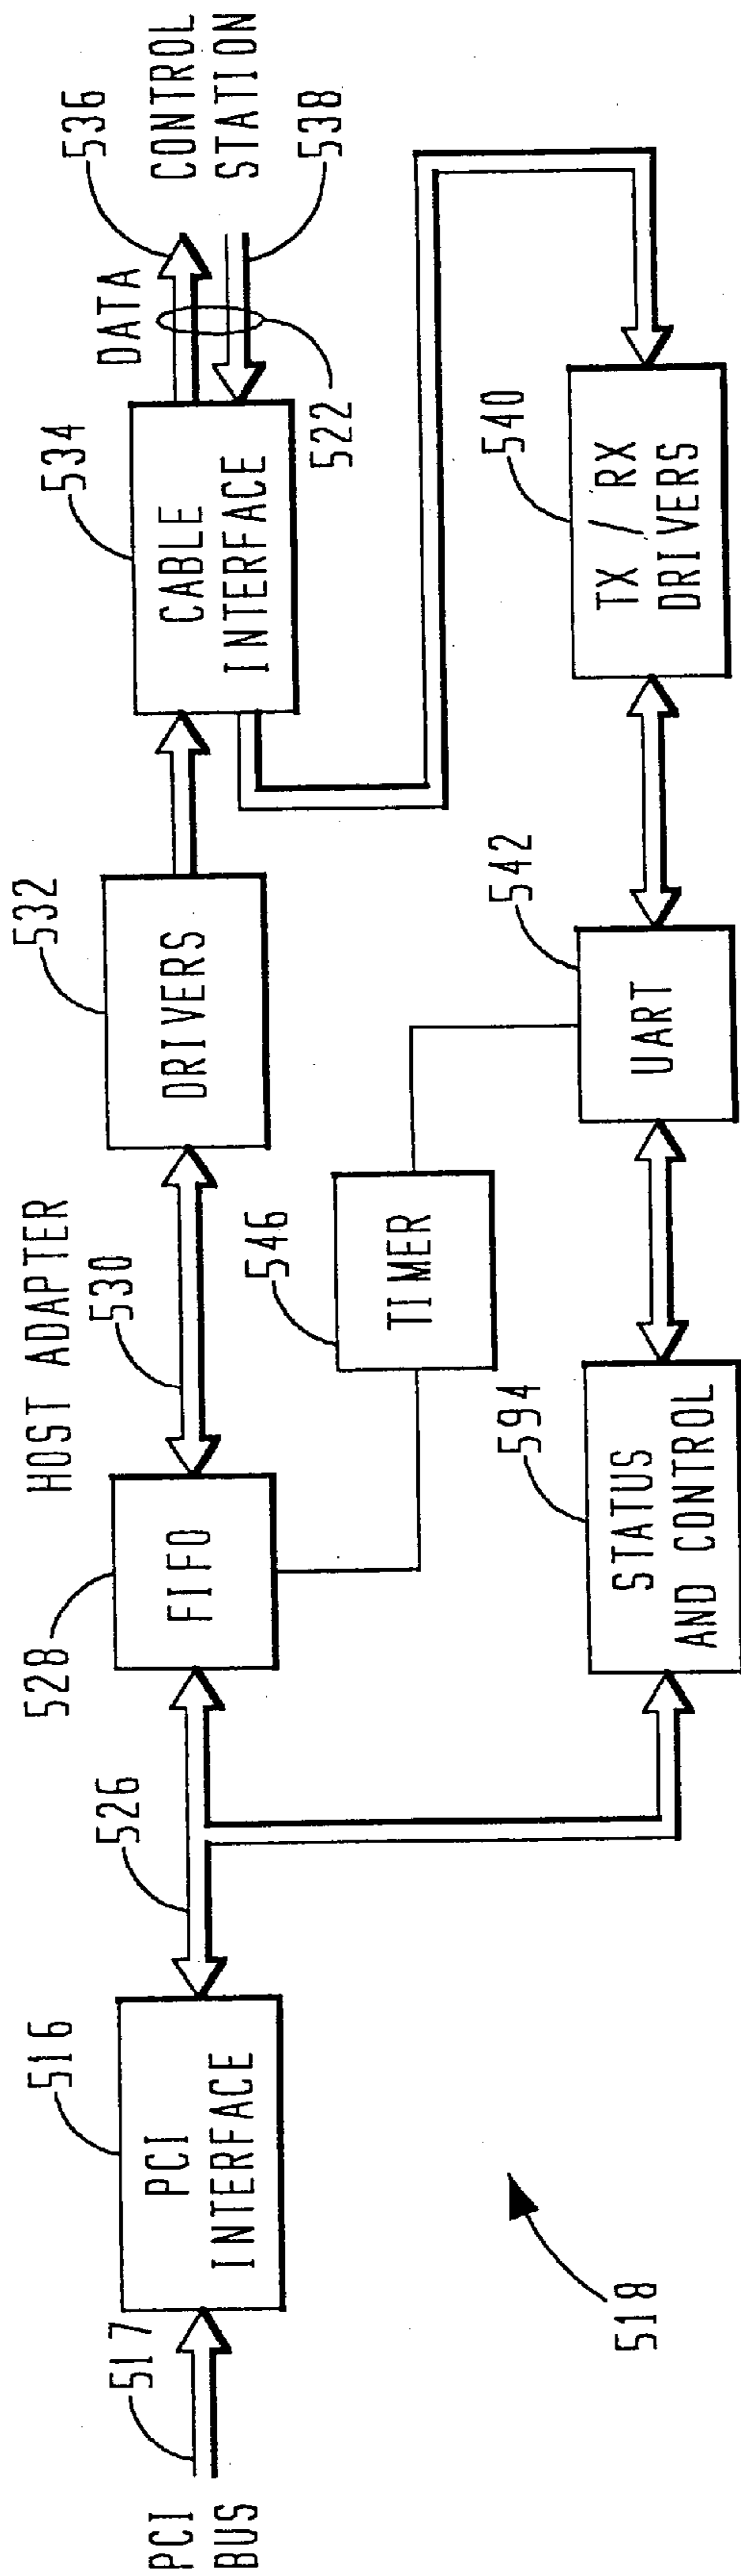 PCI
BUS
517
516
PCI
INTERFACE
526
528
FIFO
HOST ADAPTER
530
532
DRIVERS
534
CABLE
INTERFACE
DATA
536
CONTROL
STATION
538
522
546
TIMER
594
STATUS
AND CONTROL
542
UART
540
TX / RX
DRIVERS
518